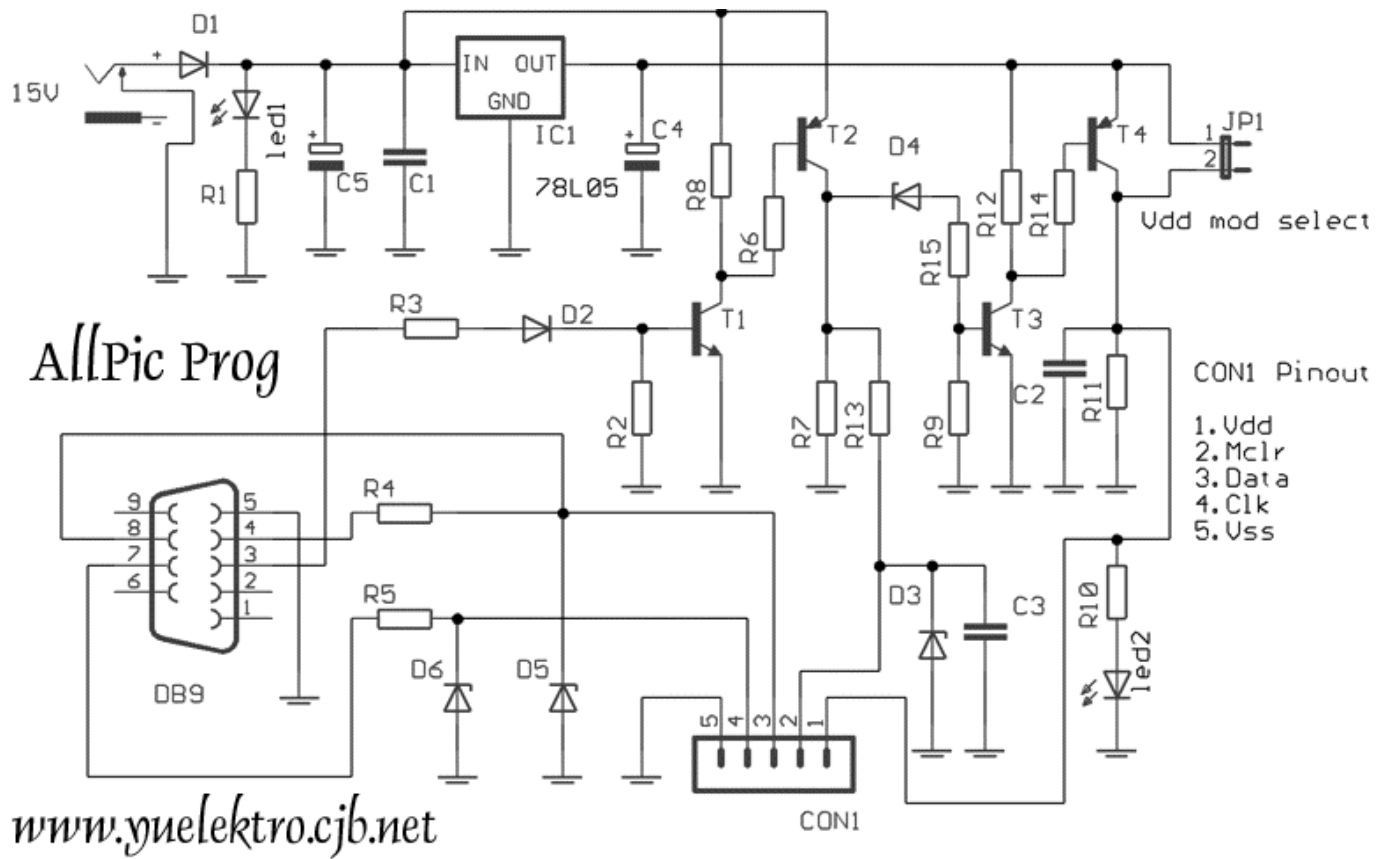 D1
15V
+
led1
R1
+
C5
C1
IN OUT
GND
IC1
78L05
+
C4
R8
R6
T2
D4
R15
R12
R14
T4
JP1
1
2
Vdd mod select
AllPic Prog
R3
D2
T1
R2
R7
R13
R9
T3
C2
R11
CON1 Pinout
1.Vdd
2.Mclr
3.Data
4.Clk
5.Vss
9
8
7
6
5
4
3
2
1
DB9
R4
R5
D6
D5
D3
C3
R10
led2
5 4 3 2 1
CON1
www.yuelektro.cjb.net